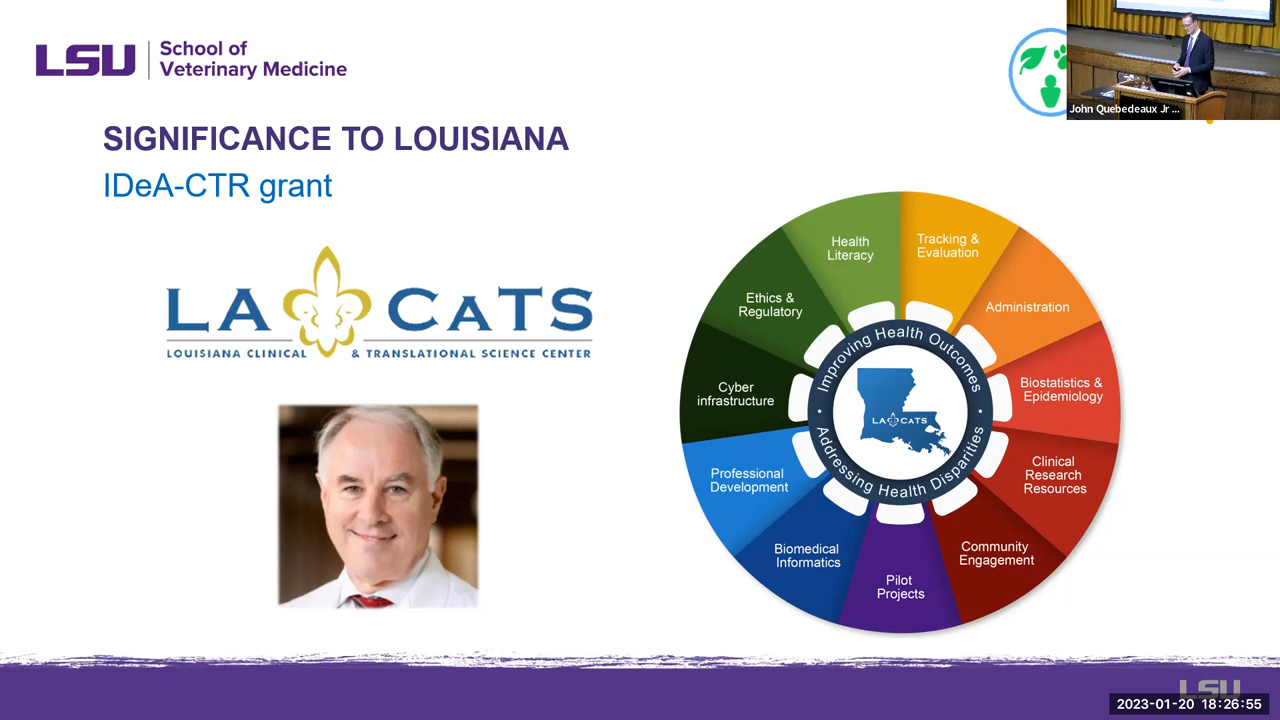 LSU
School of
Veterinary Medicine
John Quebedeaux Jr ...
SIGNIFICANCE TO LOUISIANA
IDeA-CTR grant
LA CATS
LOUISIANA CLINICAL & TRANSLATIONAL SCIENCE CENTER
Health
Literacy
Tracking &
Evaluation
Administration
Biostatistics &
Epidemiology
Clinical
Research
Resources
Community
Engagement
Pilot
Projects
Biomedical
Informatics
Professional
Development
Cyber
infrastructure
Ethics &
Regulatory
Improving Health Outcomes
Addressing Health Disparities
LA CATS
LSU
2023-01-20 18:26:55